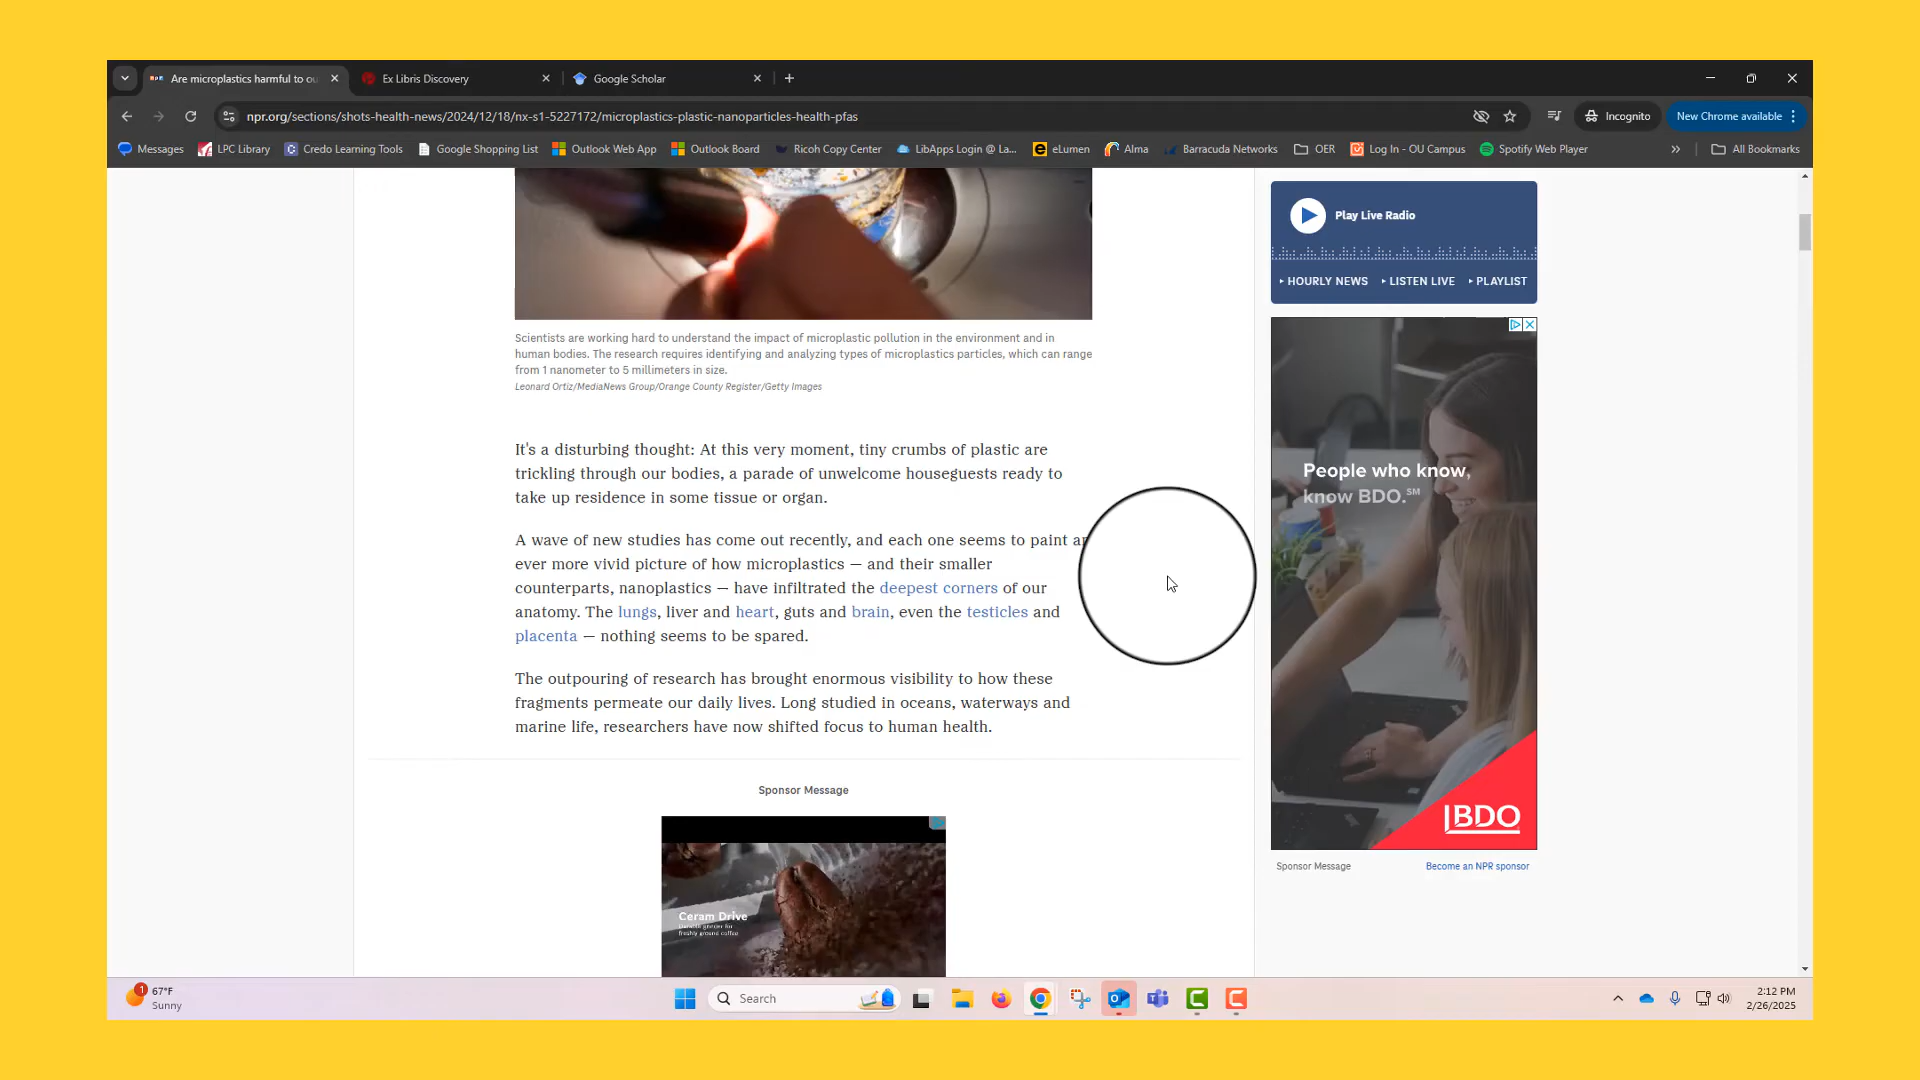 Are microplastics harmful to ou
Ex Libris Discovery
Google Scholar
npr.org/sections/shots-health-news/2024/12/18/nx-s1-5227172/microplastics-plastic-nanoparticles-health-pfas
Incognito
New Chrome available
Messages
LPC Library
Credo Learning Tools
Google Shopping List
Outlook Web App
Outlook Board
Ricoh Copy Center
LibApps Login @ La...
eLumen
Alma
Barracuda Networks
OER
Log In - OU Campus
Spotify Web Player
All Bookmarks
Scientists are working hard to understand the impact of microplastic pollution in the environment and in
human bodies. The research requires identifying and analyzing types of microplastics particles, which can range
from 1 nanometer to 5 millimeters in size.
Leonard Ortiz/MediaNews Group/Orange County Register/Getty Images
It's a disturbing thought: At this very moment, tiny crumbs of plastic are
trickling through our bodies, a parade of unwelcome houseguests ready to
take up residence in some tissue or organ.
A wave of new studies has come out recently, and each one seems to paint an
ever more vivid picture of how microplastics — and their smaller
counterparts, nanoplastics — have infiltrated the deepest corners of our
anatomy. The lungs, liver and heart, guts and brain, even the testicles and
placenta — nothing seems to be spared.
The outpouring of research has brought enormous visibility to how these
fragments permeate our daily lives. Long studied in oceans, waterways and
marine life, researchers have now shifted focus to human health.
Sponsor Message
Ceram Drive
freshly ground coffee
Play Live Radio
HOURLY NEWS
LISTEN LIVE
PLAYLIST
People who know,
know BDO.SM
BDO
Sponsor Message
Become an NPR sponsor
1
67°F
Sunny
Search
2:12 PM
2/26/2025